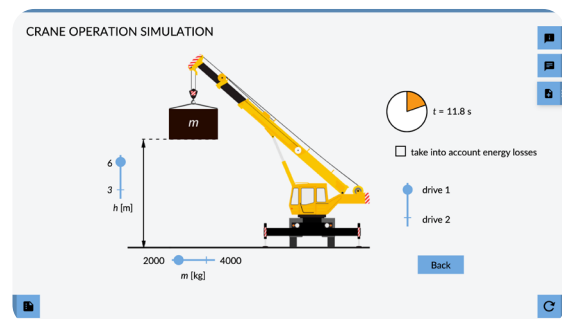 CRANE OPERATION SIMULATION
m
t = 11.8 s
take into account energy losses
6
3
h [m]
drive 1
drive 2
2000
4000
m [kg]
Back